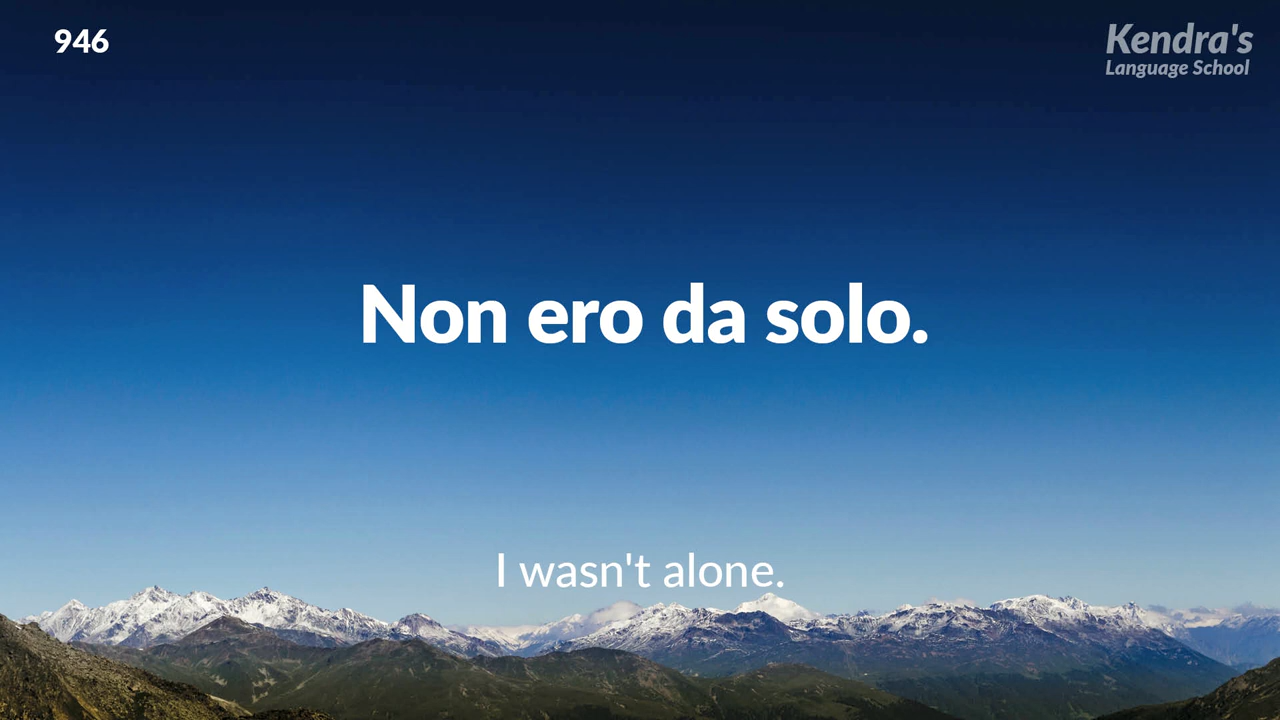 946
Kendra's
Language School
Non ero da solo.
I wasn't alone.